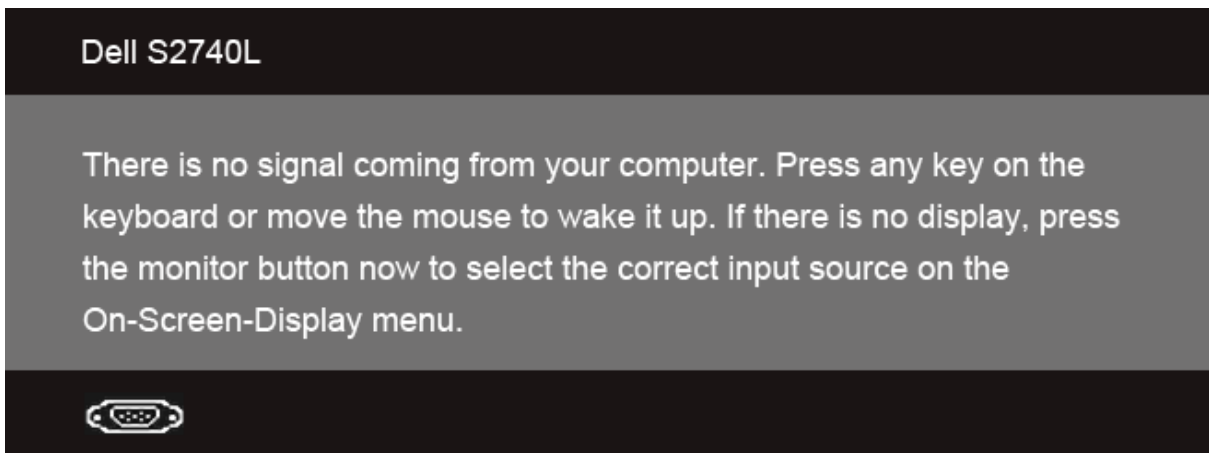 Dell S2740L
There is no signal coming from your computer. Press any key on the
keyboard or move the mouse to wake it up. If there is no display, press
the monitor button now to select the correct input source on the
On-Screen-Display menu.